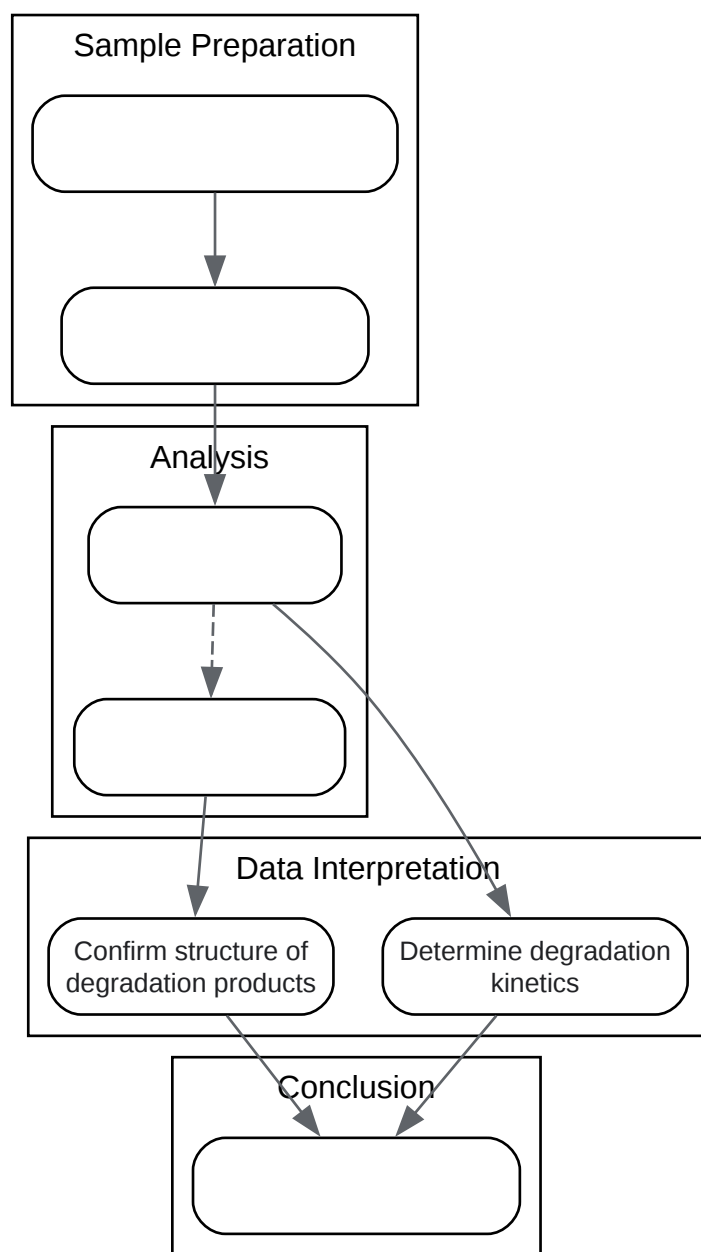 Sample Preparation
Analysis
Data Interpretation
Confirm structure of
degradation products
Determine degradation
kinetics
Conclusion